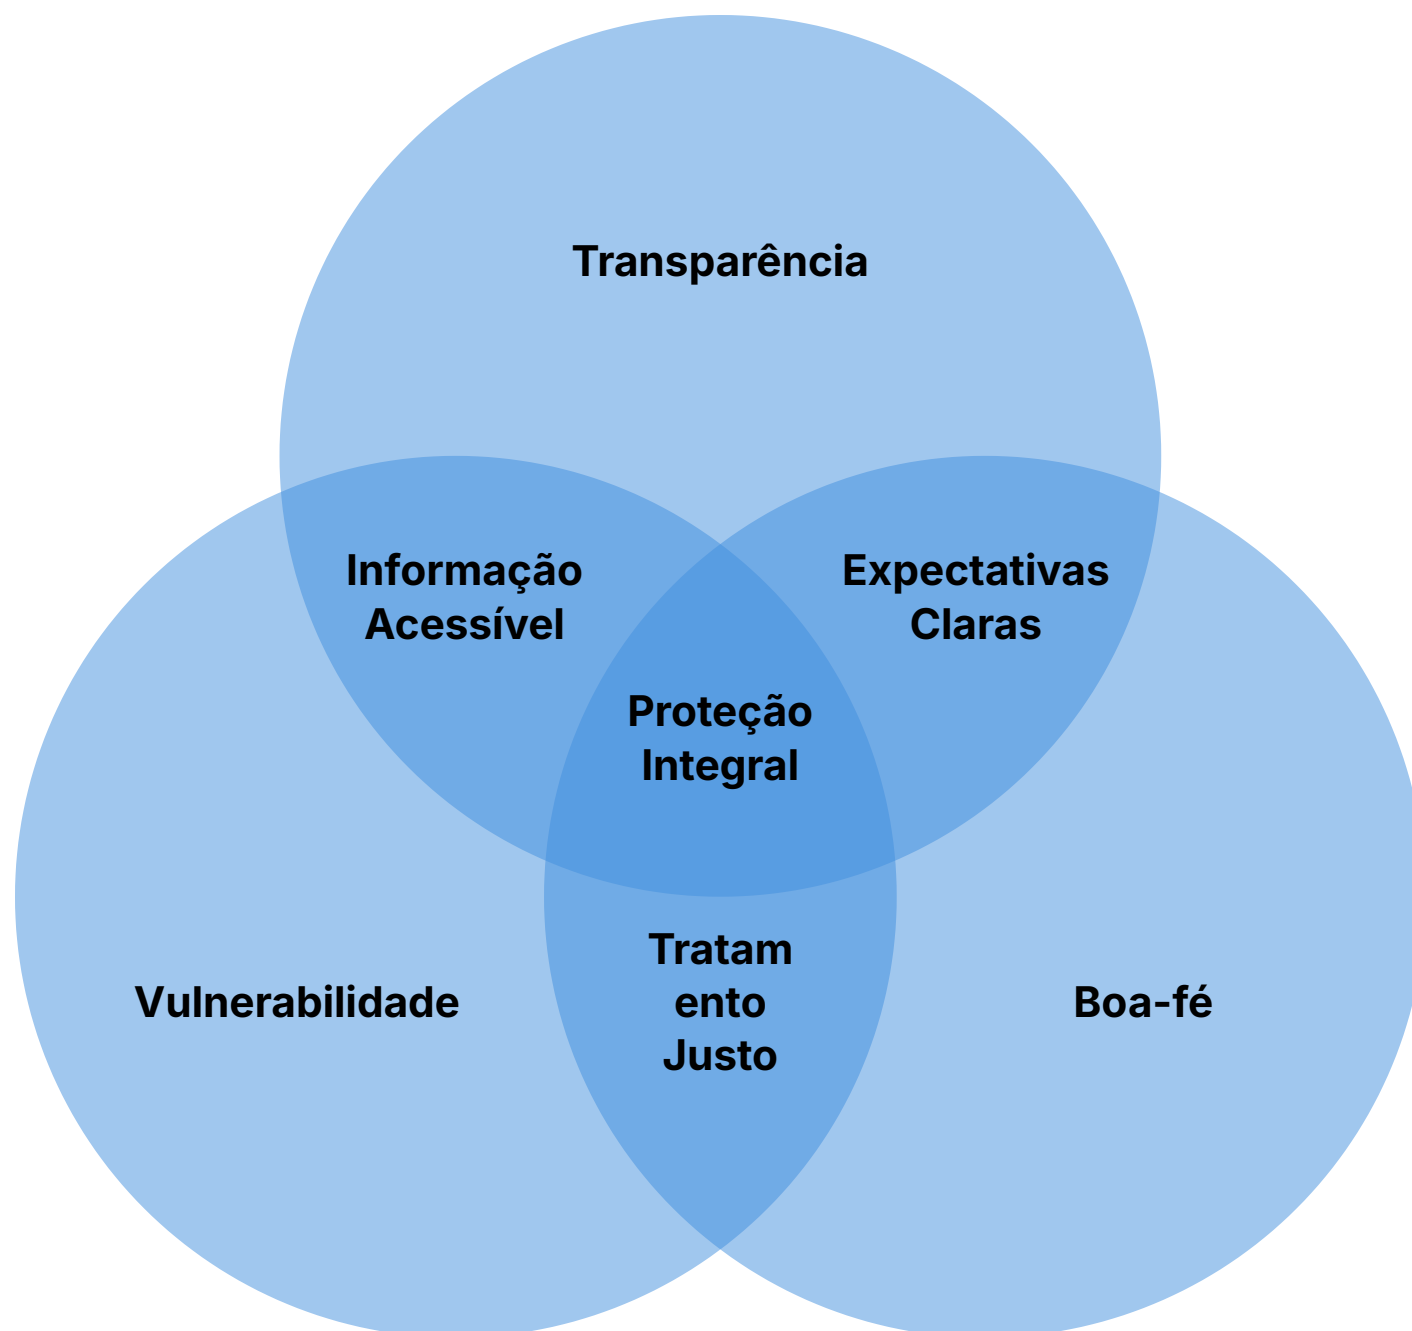 Transparência
Informação
Acessível
Expectativas
Claras
Proteção
Integral
Vulnerabilidade
Tratam
ento
Justo
Boa-fé